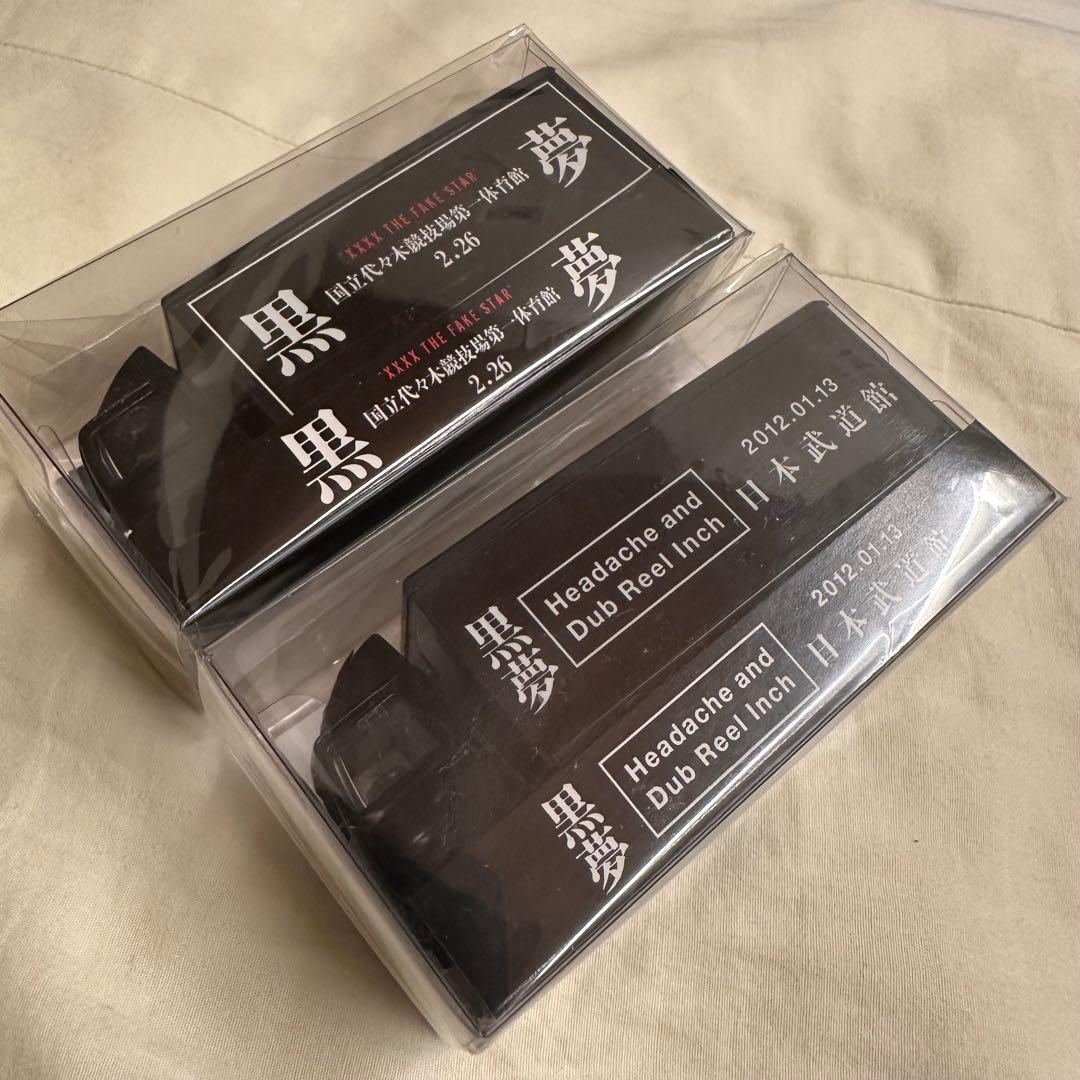 黒
"XXXX THE FAKE STAR"
国立代々木競技場第一体育館
2.26
夢
黒
XXXX THE FAKE STAR"
国立代々木競技場第一体育館
2.26
夢
黒夢
Headache and
Dub Reel Inch
2012.01.13
日本武道館
黒夢
Headache and
Dub Reel Inch
2012.01.13
日本武道館